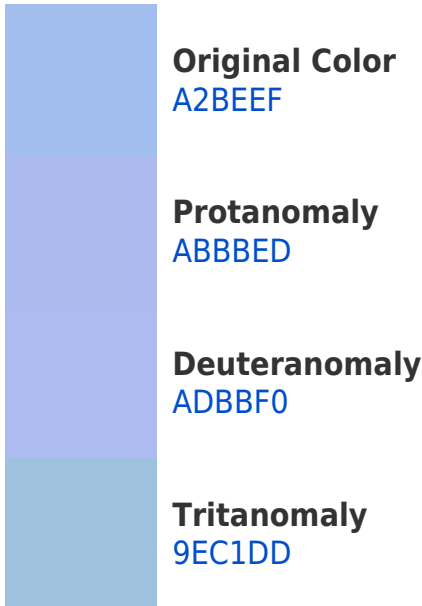 Original Color
A2BEEF
Protanomaly
ABBBED
Deuteranomaly
ADBBF0
Tritanomaly
9EC1DD